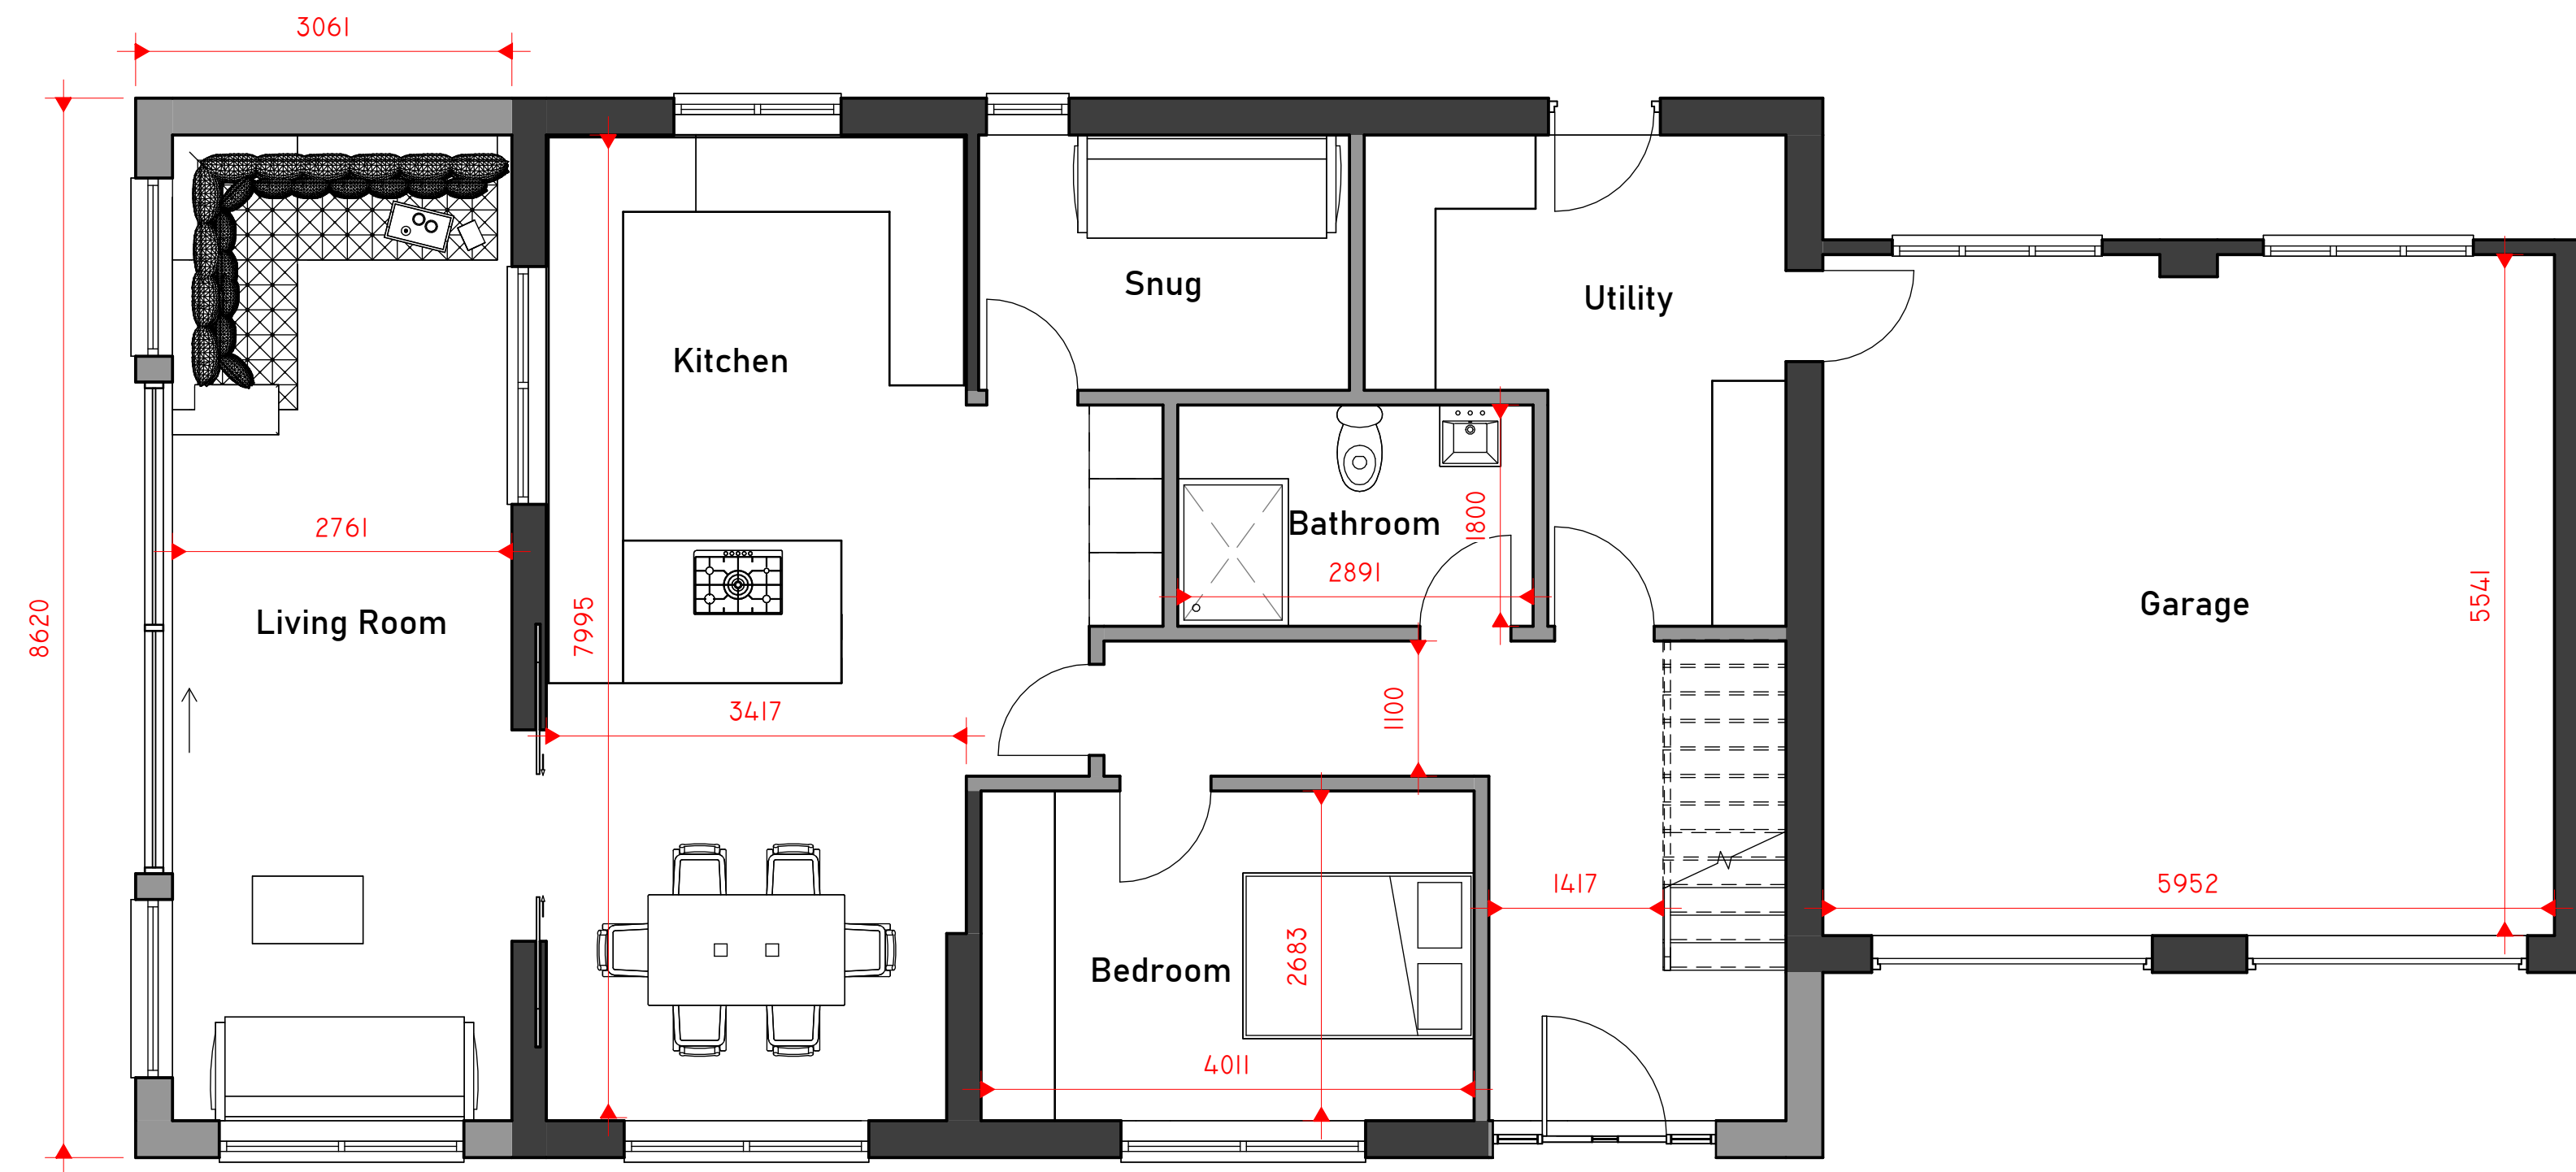 3061
Snug
Utility
Kitchen
Bathroom
1800
2761
2891
Living Room
8620
7995
Garage
5541
3417
1100
1417
5952
2683
Bedroom
4011